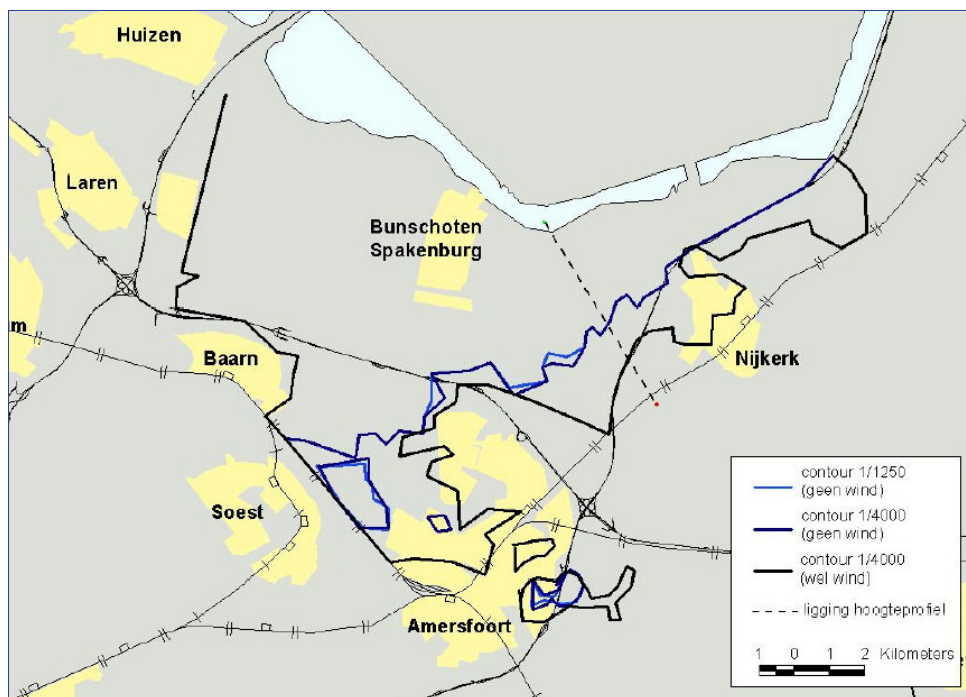 Huizen
Laren
Bunschoten
Spakenburg
m
Baarn
Nijkerk
Soest
Amersfoort
contour 1/1250
(geen wind)
contour 1/4000
(geen wind)
contour 1/4000
(wel wind)
ligging hoogteprofiel
1 0 1 2 Kilometers